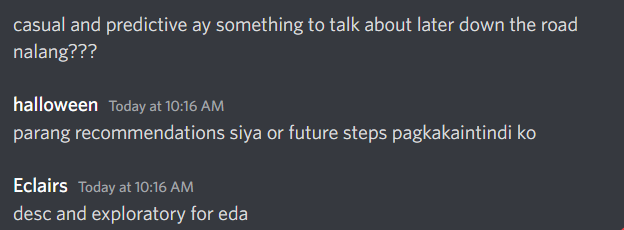 casual and predictive ay something to talk about later down the road
nalang???
halloween Today at 10:16 AM
parang recommendations siya or future steps pagkakaintindi ko
Eclairs Today at 10:16 AM
desc and exploratory for eda